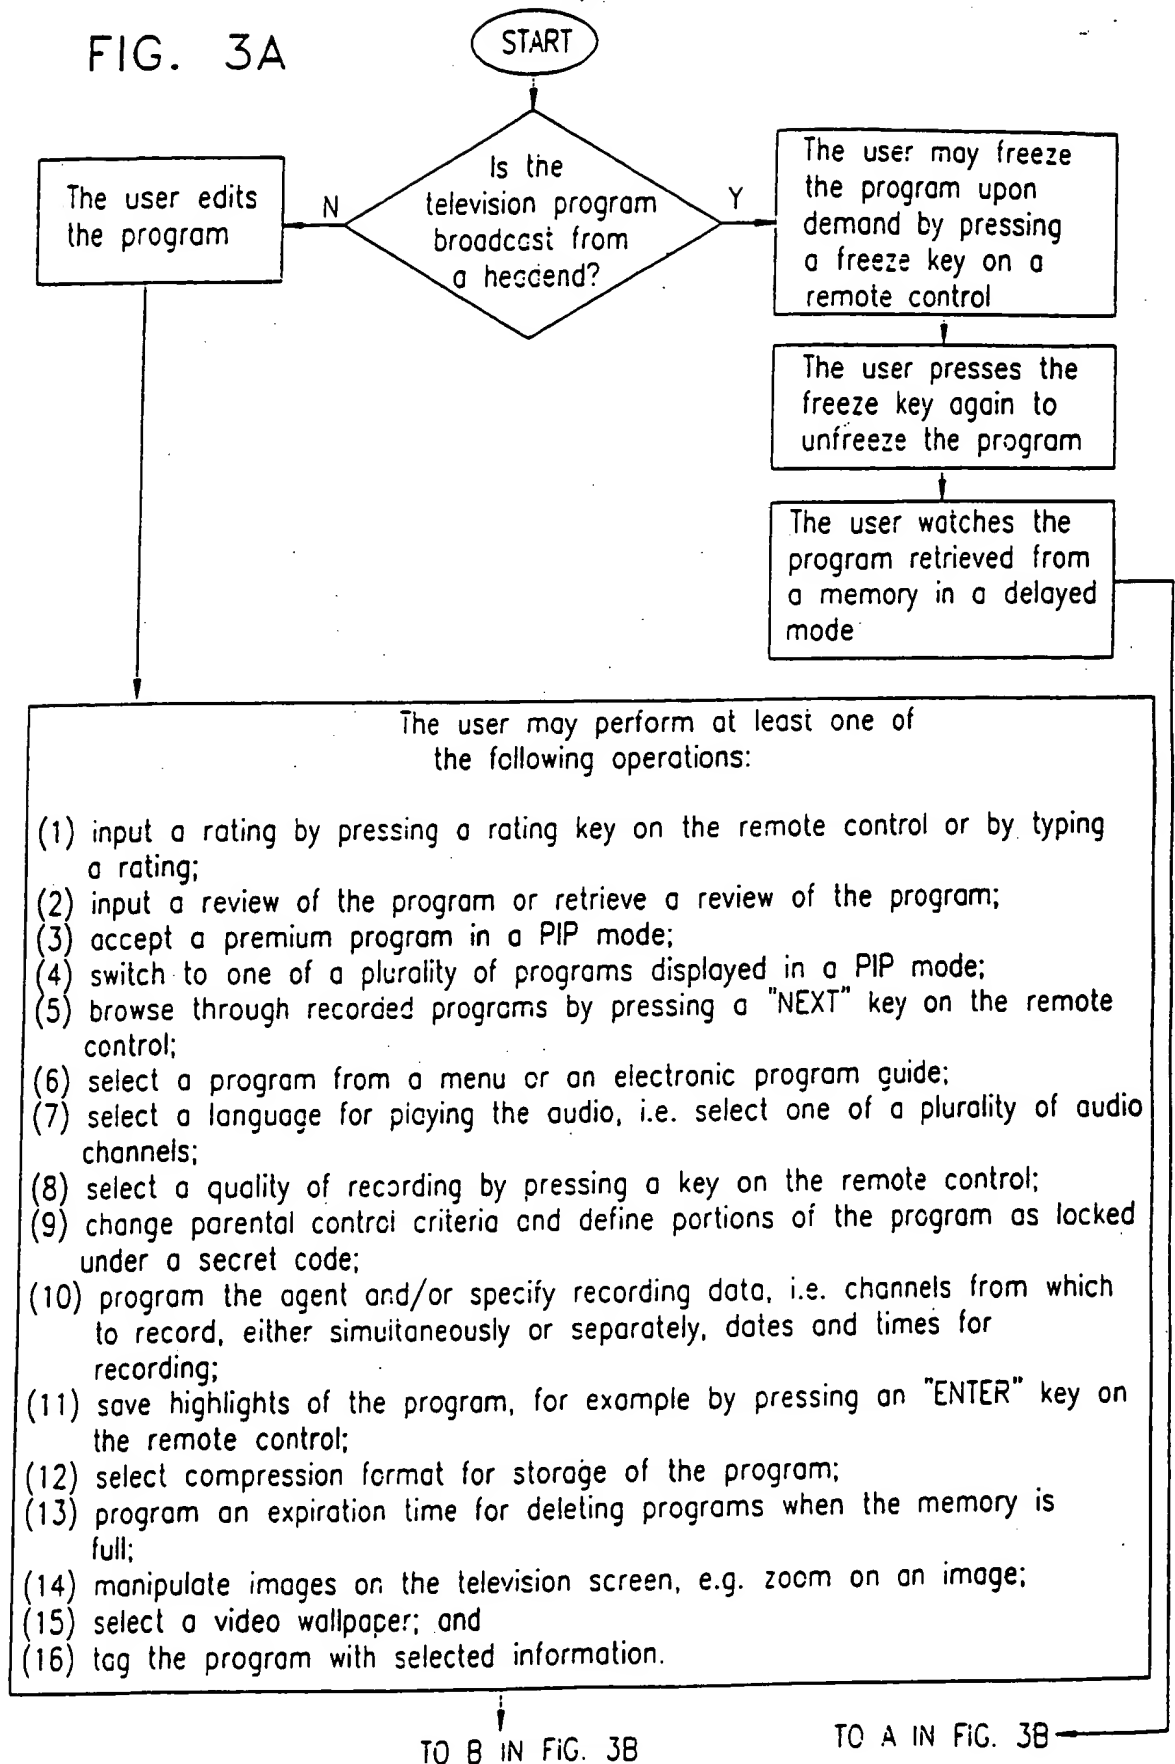 FIG. 3A
START
Is the
television program
broadcast from
a headend?
N
Y
The user edits
the program
The user may freeze
the program upon
demand by pressing
a freeze key on a
remote control
The user presses the
freeze key again to
unfreeze the program
The user watches the
program retrieved from
a memory in a delayed
mode
The user may perform at least one of
the following operations:
(1) input a rating by pressing a rating key on the remote control or by typing
a rating;
(2) input a review of the program or retrieve a review of the program;
(3) accept a premium program in a PIP mode;
(4) switch to one of a plurality of programs displayed in a PIP mode;
(5) browse through recorded programs by pressing a "NEXT" key on the remote
control;
(6) select a program from a menu or an electronic program guide;
(7) select a language for playing the audio, i.e. select one of a plurality of audio
channels;
(8) select a quality of recording by pressing a key on the remote control;
(9) change parental control criteria and define portions of the program as locked
under a secret code;
(10) program the agent and/or specify recording data, i.e. channels from which
to record, either simultaneously or separately, dates and times for
recording;
(11) save highlights of the program, for example by pressing an "ENTER" key on
the remote control;
(12) select compression format for storage of the program;
(13) program an expiration time for deleting programs when the memory is
full;
(14) manipulate images on the television screen, e.g. zoom on an image;
(15) select a video wallpaper; and
(16) tag the program with selected information.
TO B IN FIG. 3B
TO A IN FIG. 3B